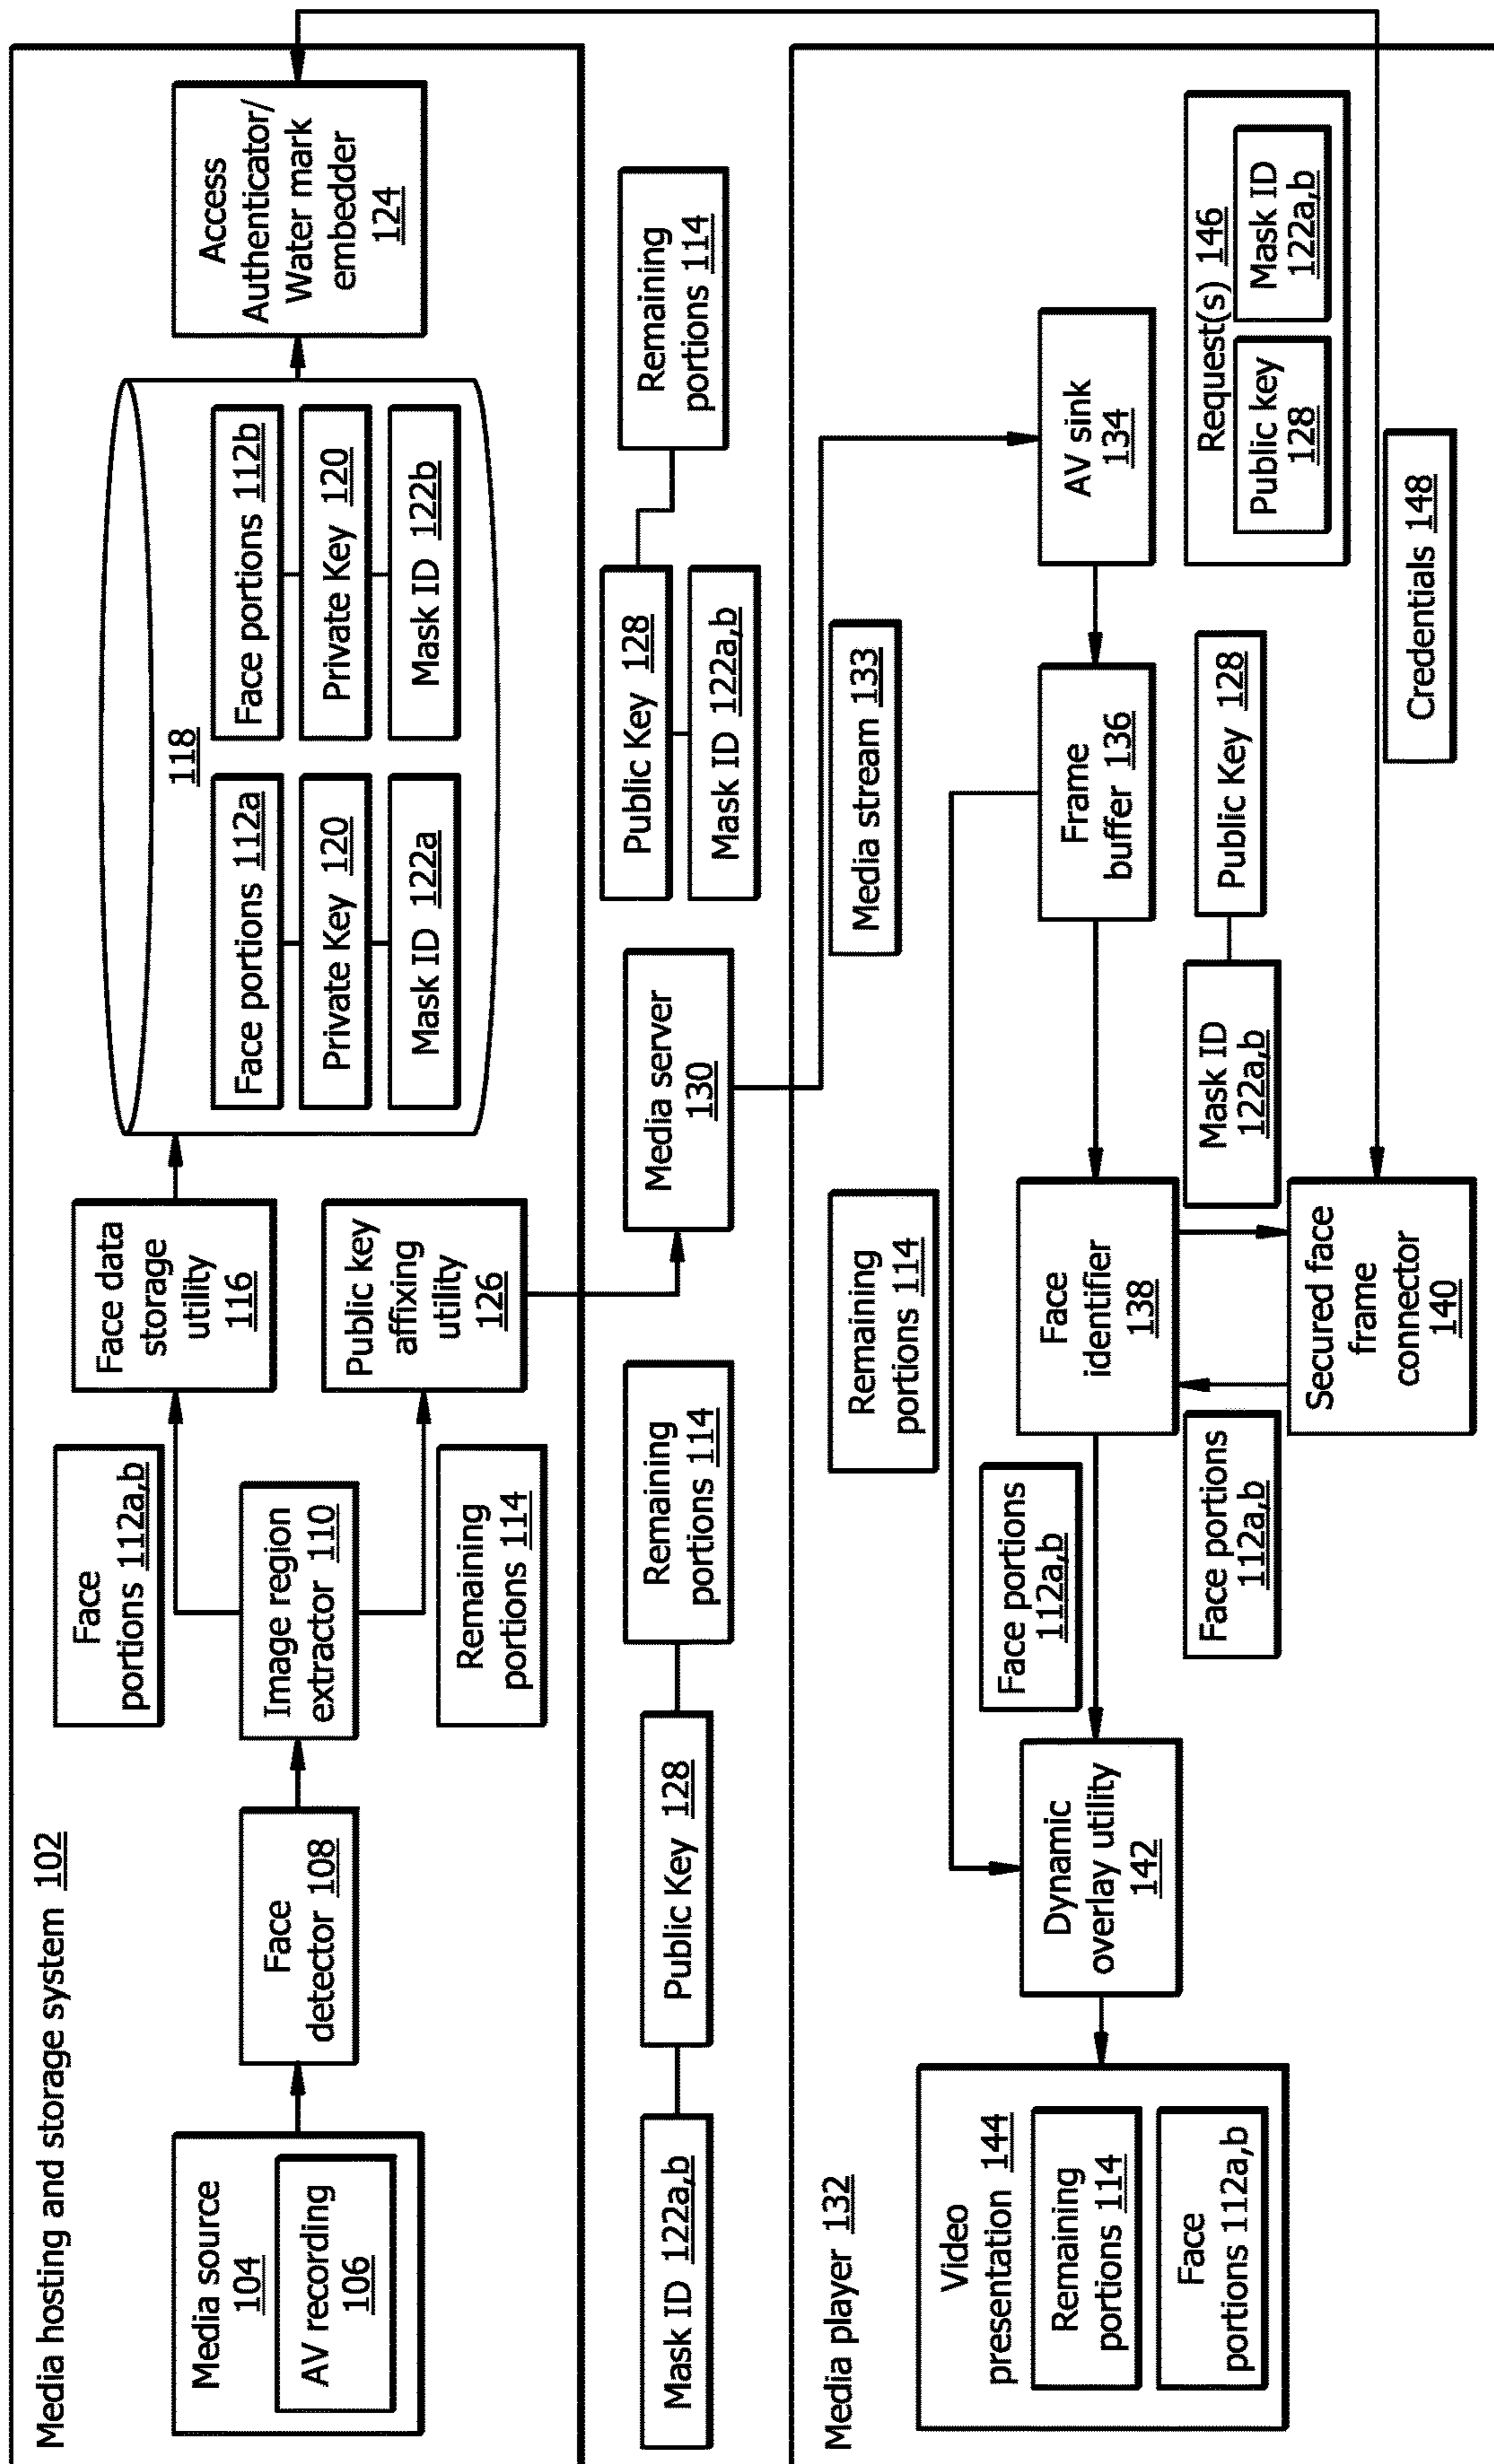 Media hosting and storage system 102
Media source
104
AV recording
106
Face
detector 108
Image region
extractor 110
Face
portions 112a,b
Remaining
portions 114
Face data
storage
utility
116
Public key
affixing
utility
126
118
Face portions 112a
Private Key 120
Mask ID 122a
Face portions 112b
Private Key 120
Mask ID 122b
Access
Authenticator/
Water mark
embedder
124
Mask ID 122a,b
Public Key 128
Remaining
portions 114
Media server
130
Public Key 128
Mask ID 122a,b
Remaining
portions 114
Media player 132
Media stream 133
Video
presentation 144
Remaining
portions 114
Face
portions 112a,b
Dynamic
overlay utility
142
Remaining
portions 114
Face portions
112a,b
Face
identifier
138
Face portions
112a,b
Secured face
frame
connector
140
Mask ID
122a,b
Public Key 128
Frame
buffer 136
AV sink
134
Request(s) 146
Public key
128
Mask ID
122a,b
Credentials 148